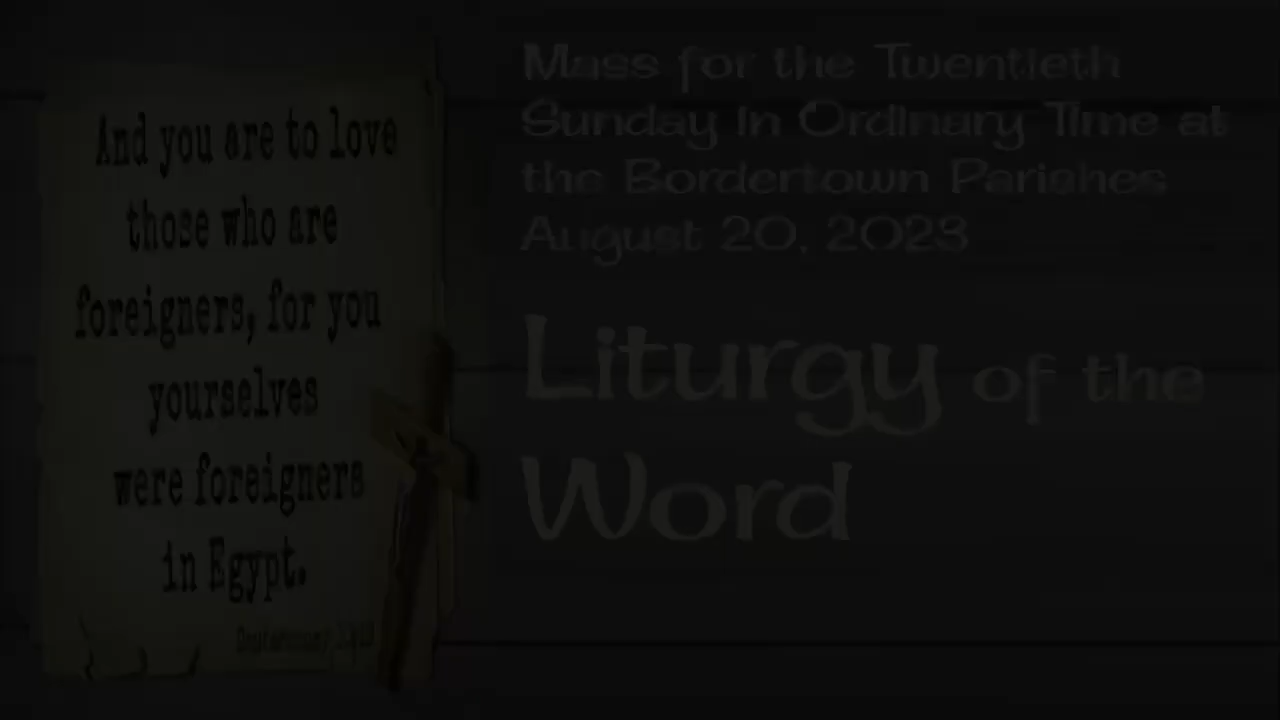 And you are to love
those who are
foreigners, for you
yourselves
were foreigners
in Egypt.
Mass for the Twentieth
Sunday in Ordinary Time at
the Bordertown Parishes
August 20, 2023
Liturgy of the
Word